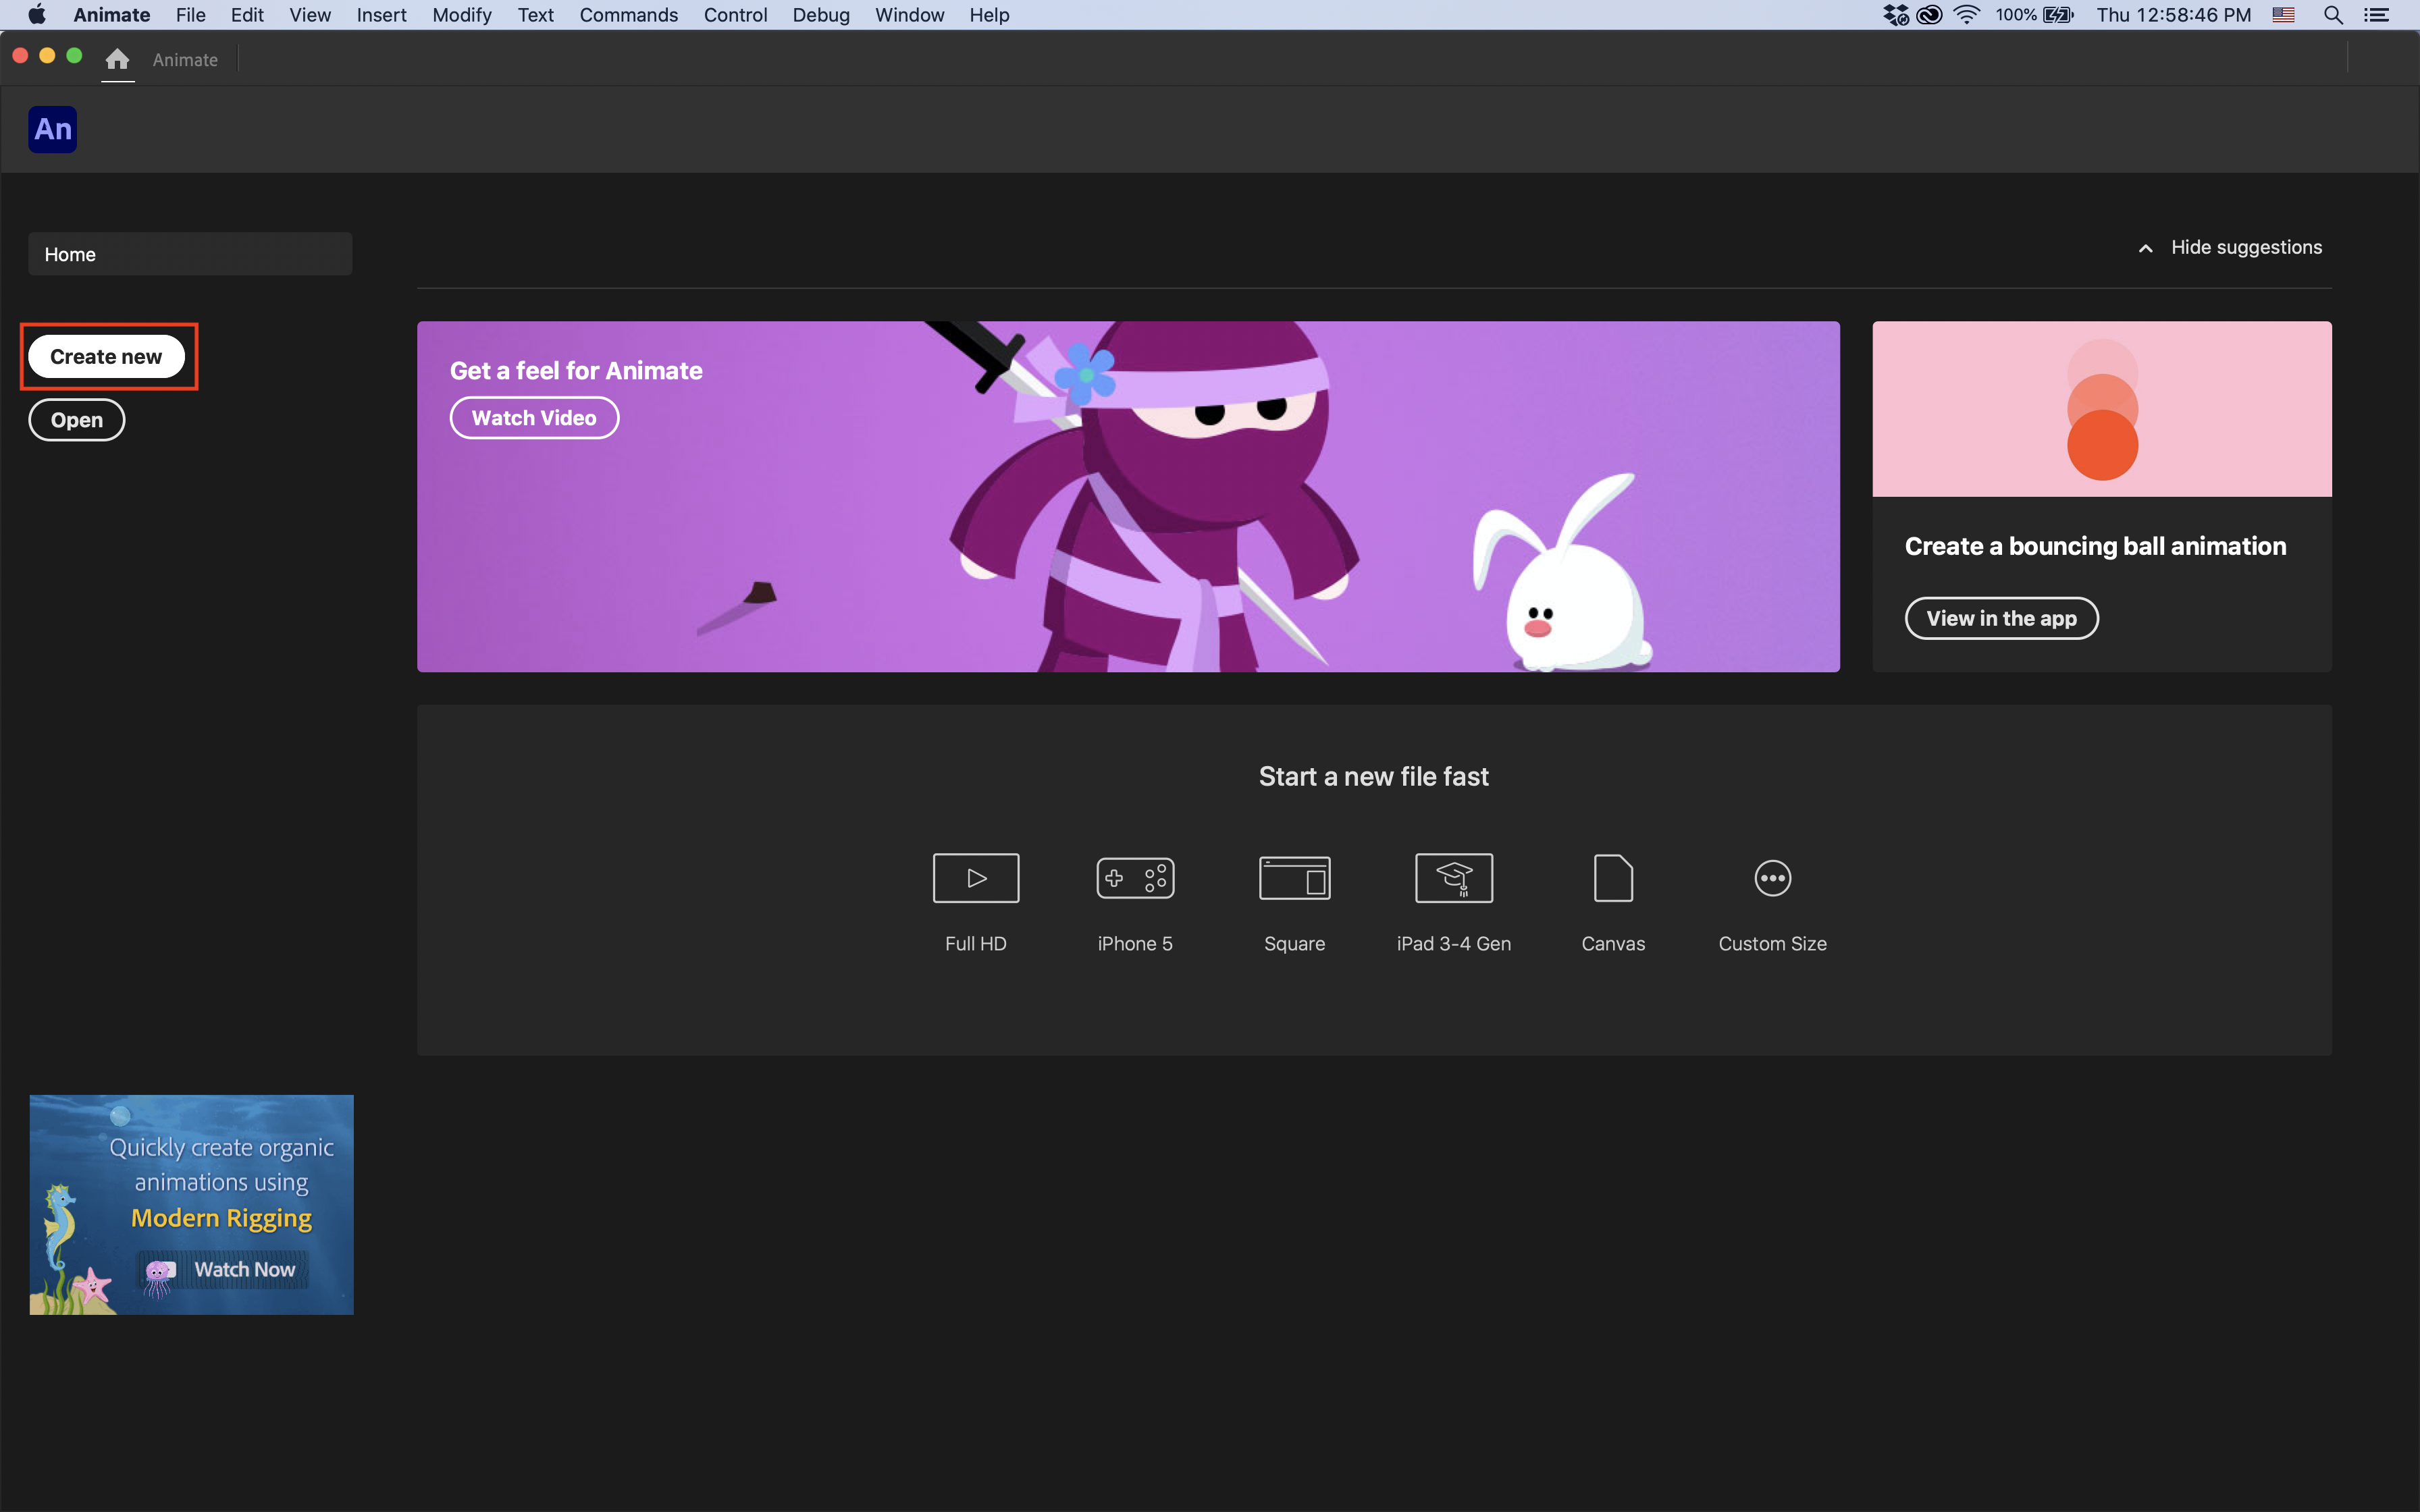 Animate File Edit View Insert Modify Text Commands Control Debug Window Help 100% Thu 12:58:46 PM
Animate
An
Home
Hide suggestions
Create new
Open
Get a feel for Animate
Watch Video
Create a bouncing ball animation
View in the app
Start a new file fast
Full HD iPhone 5 Square iPad 3-4 Gen Canvas Custom Size
Quickly create organic
animations using
Modern Rigging
Watch Now